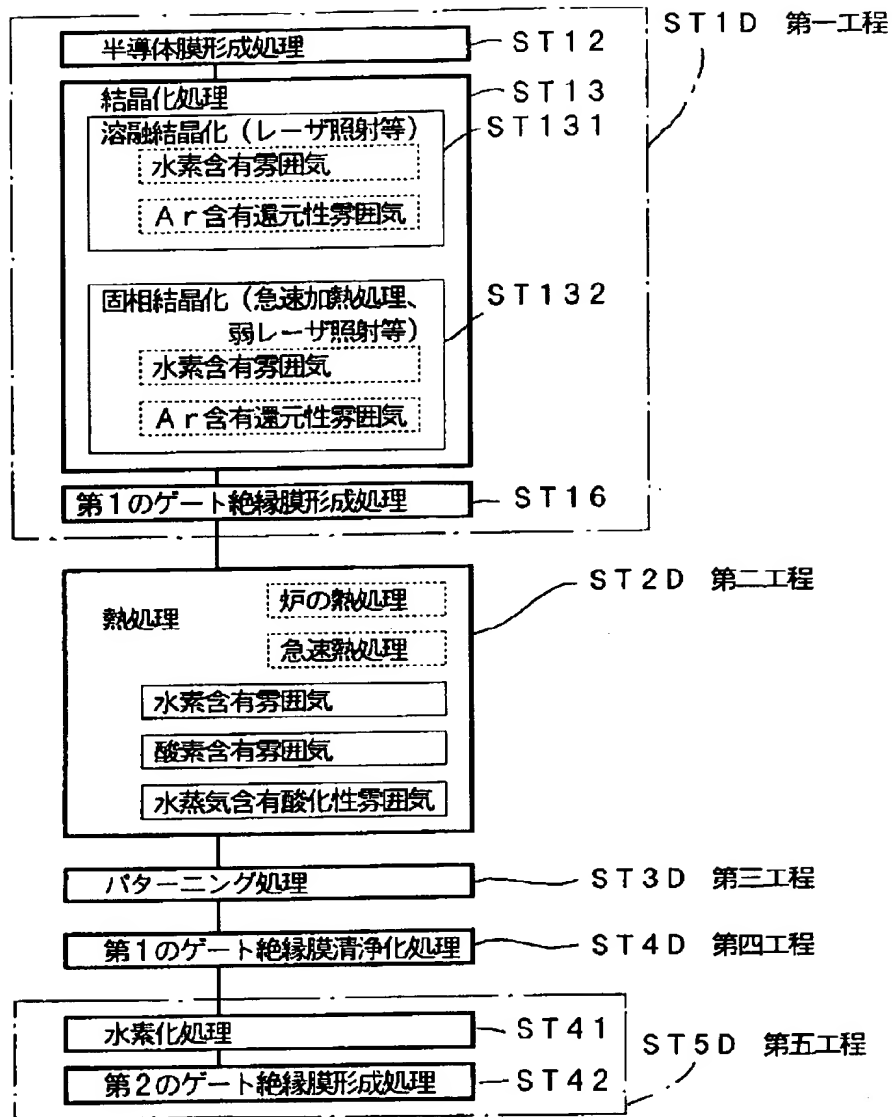 ST1D 第一工程
半導体膜形成処理
ST12
結晶化処理
ST13
溶融結晶化（レーザ照射等）
ST131
水素含有雰囲気
Ar含有還元性雰囲気
固相結晶化（急速加熱処理、
弱レーザ照射等）
ST132
水素含有雰囲気
Ar含有還元性雰囲気
第1のゲート絶縁膜形成処理
ST16
熱処理
炉の熱処理
急速熱処理
ST2D 第二工程
水素含有雰囲気
酸素含有雰囲気
水蒸気含有酸化性雰囲気
パターニング処理
ST3D 第三工程
第1のゲート絶縁膜清浄化処理
ST4D 第四工程
水素化処理
ST41
ST5D 第五工程
第2のゲート絶縁膜形成処理
ST42